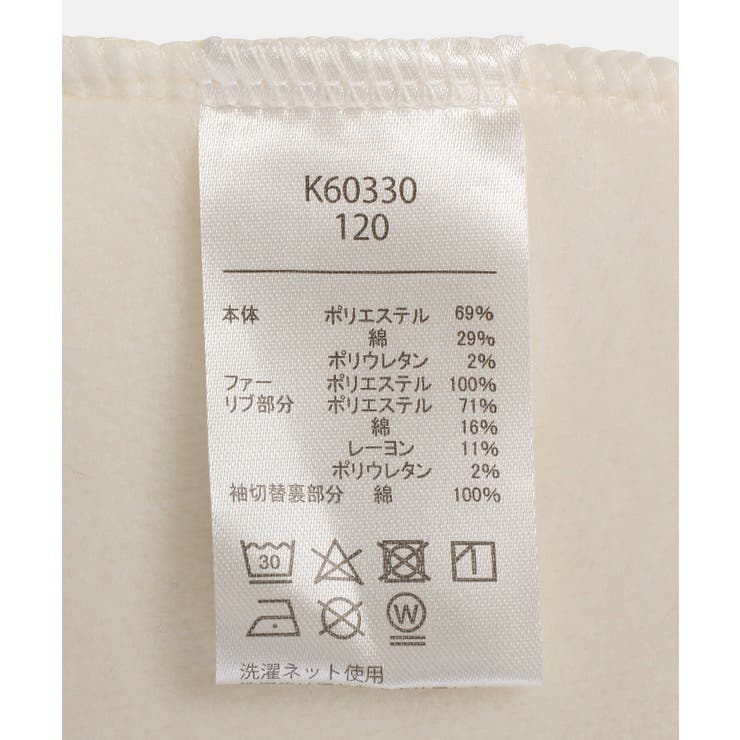 K60330
120
本体 ポリエステル 69%
綿 29%
ポリウレタン 2%
ファー ポリエステル 100%
リブ部分 ポリエステル 71%
綿 16%
レーヨン 11%
ポリウレタン 2%
袖切替裏部分 綿 100%
30
W
洗濯ネット使用